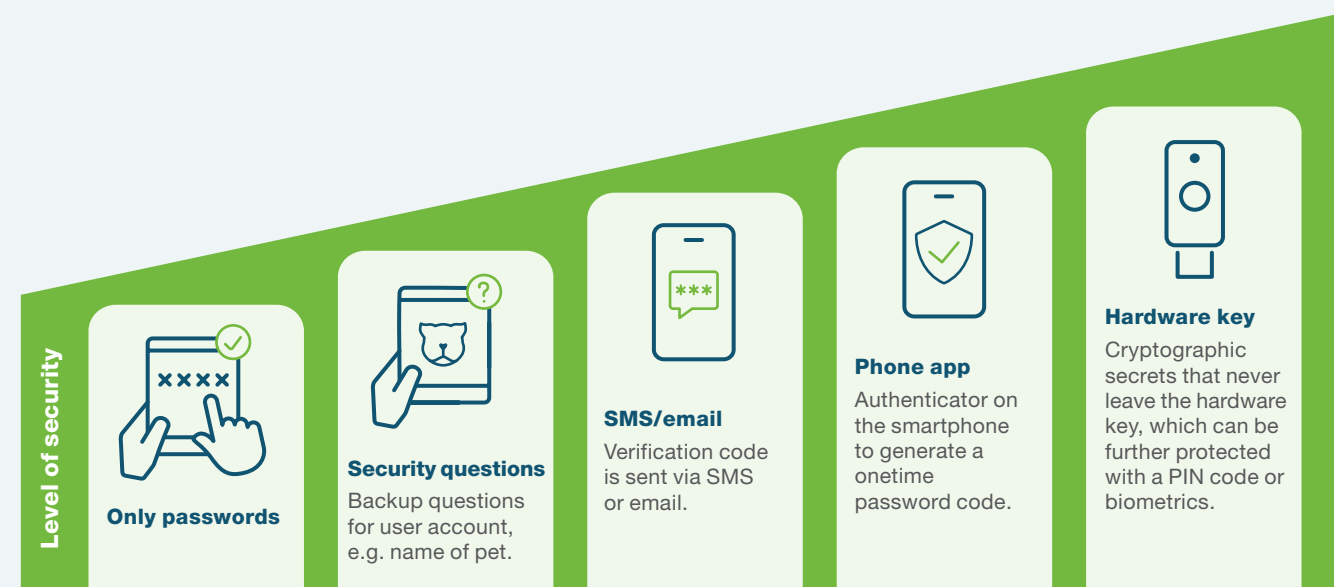 Level of security
Only passwords
Security questions
Backup questions
for user account,
e.g. name of pet.
SMS/email
Verification code
is sent via SMS
or email.
Phone app
Authenticator on
the smartphone
to generate a
onetime
password code.
Hardware key
Cryptographic
secrets that never
leave the hardware
key, which can be
further protected
with a PIN code or
biometrics.